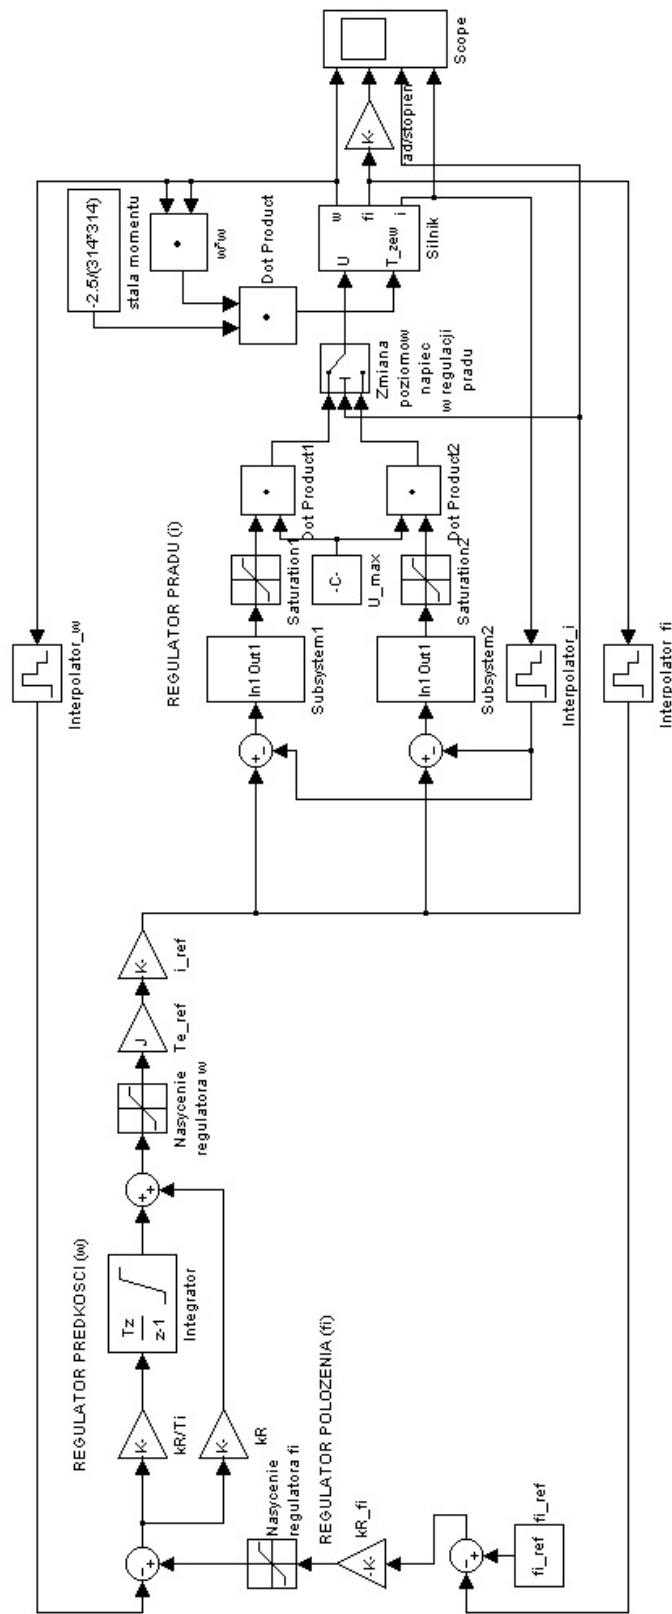 REGULATOR PREDKOSCI (w)
kR/Ti
K-
kR
K-
Tz
z-1
Integrator
Nasycenie
regulatora w
Te_ref
J
i_ref
K-
Nasycenie
regulatora fi
REGULATOR POLOZENIA (fi)
kR_fi
-K-
fi_ref
fi_ref
Interpolator_w
REGULATOR PRADU (i)
In1 Out1
Subsystem1
Saturation1
Dot Product1
-C-
U_max
In1 Out1
Subsystem2
Saturation2
Dot Product2
Interpolator_i
Interpolator_fi
Zmiana
poziomow
napiec
w regulacji
pradu
-2.5/(314*314)
stala momentu
w*w
Dot Product
U
T_zew
w
fi
i
Silnik
K-
ad/stopien
Scope